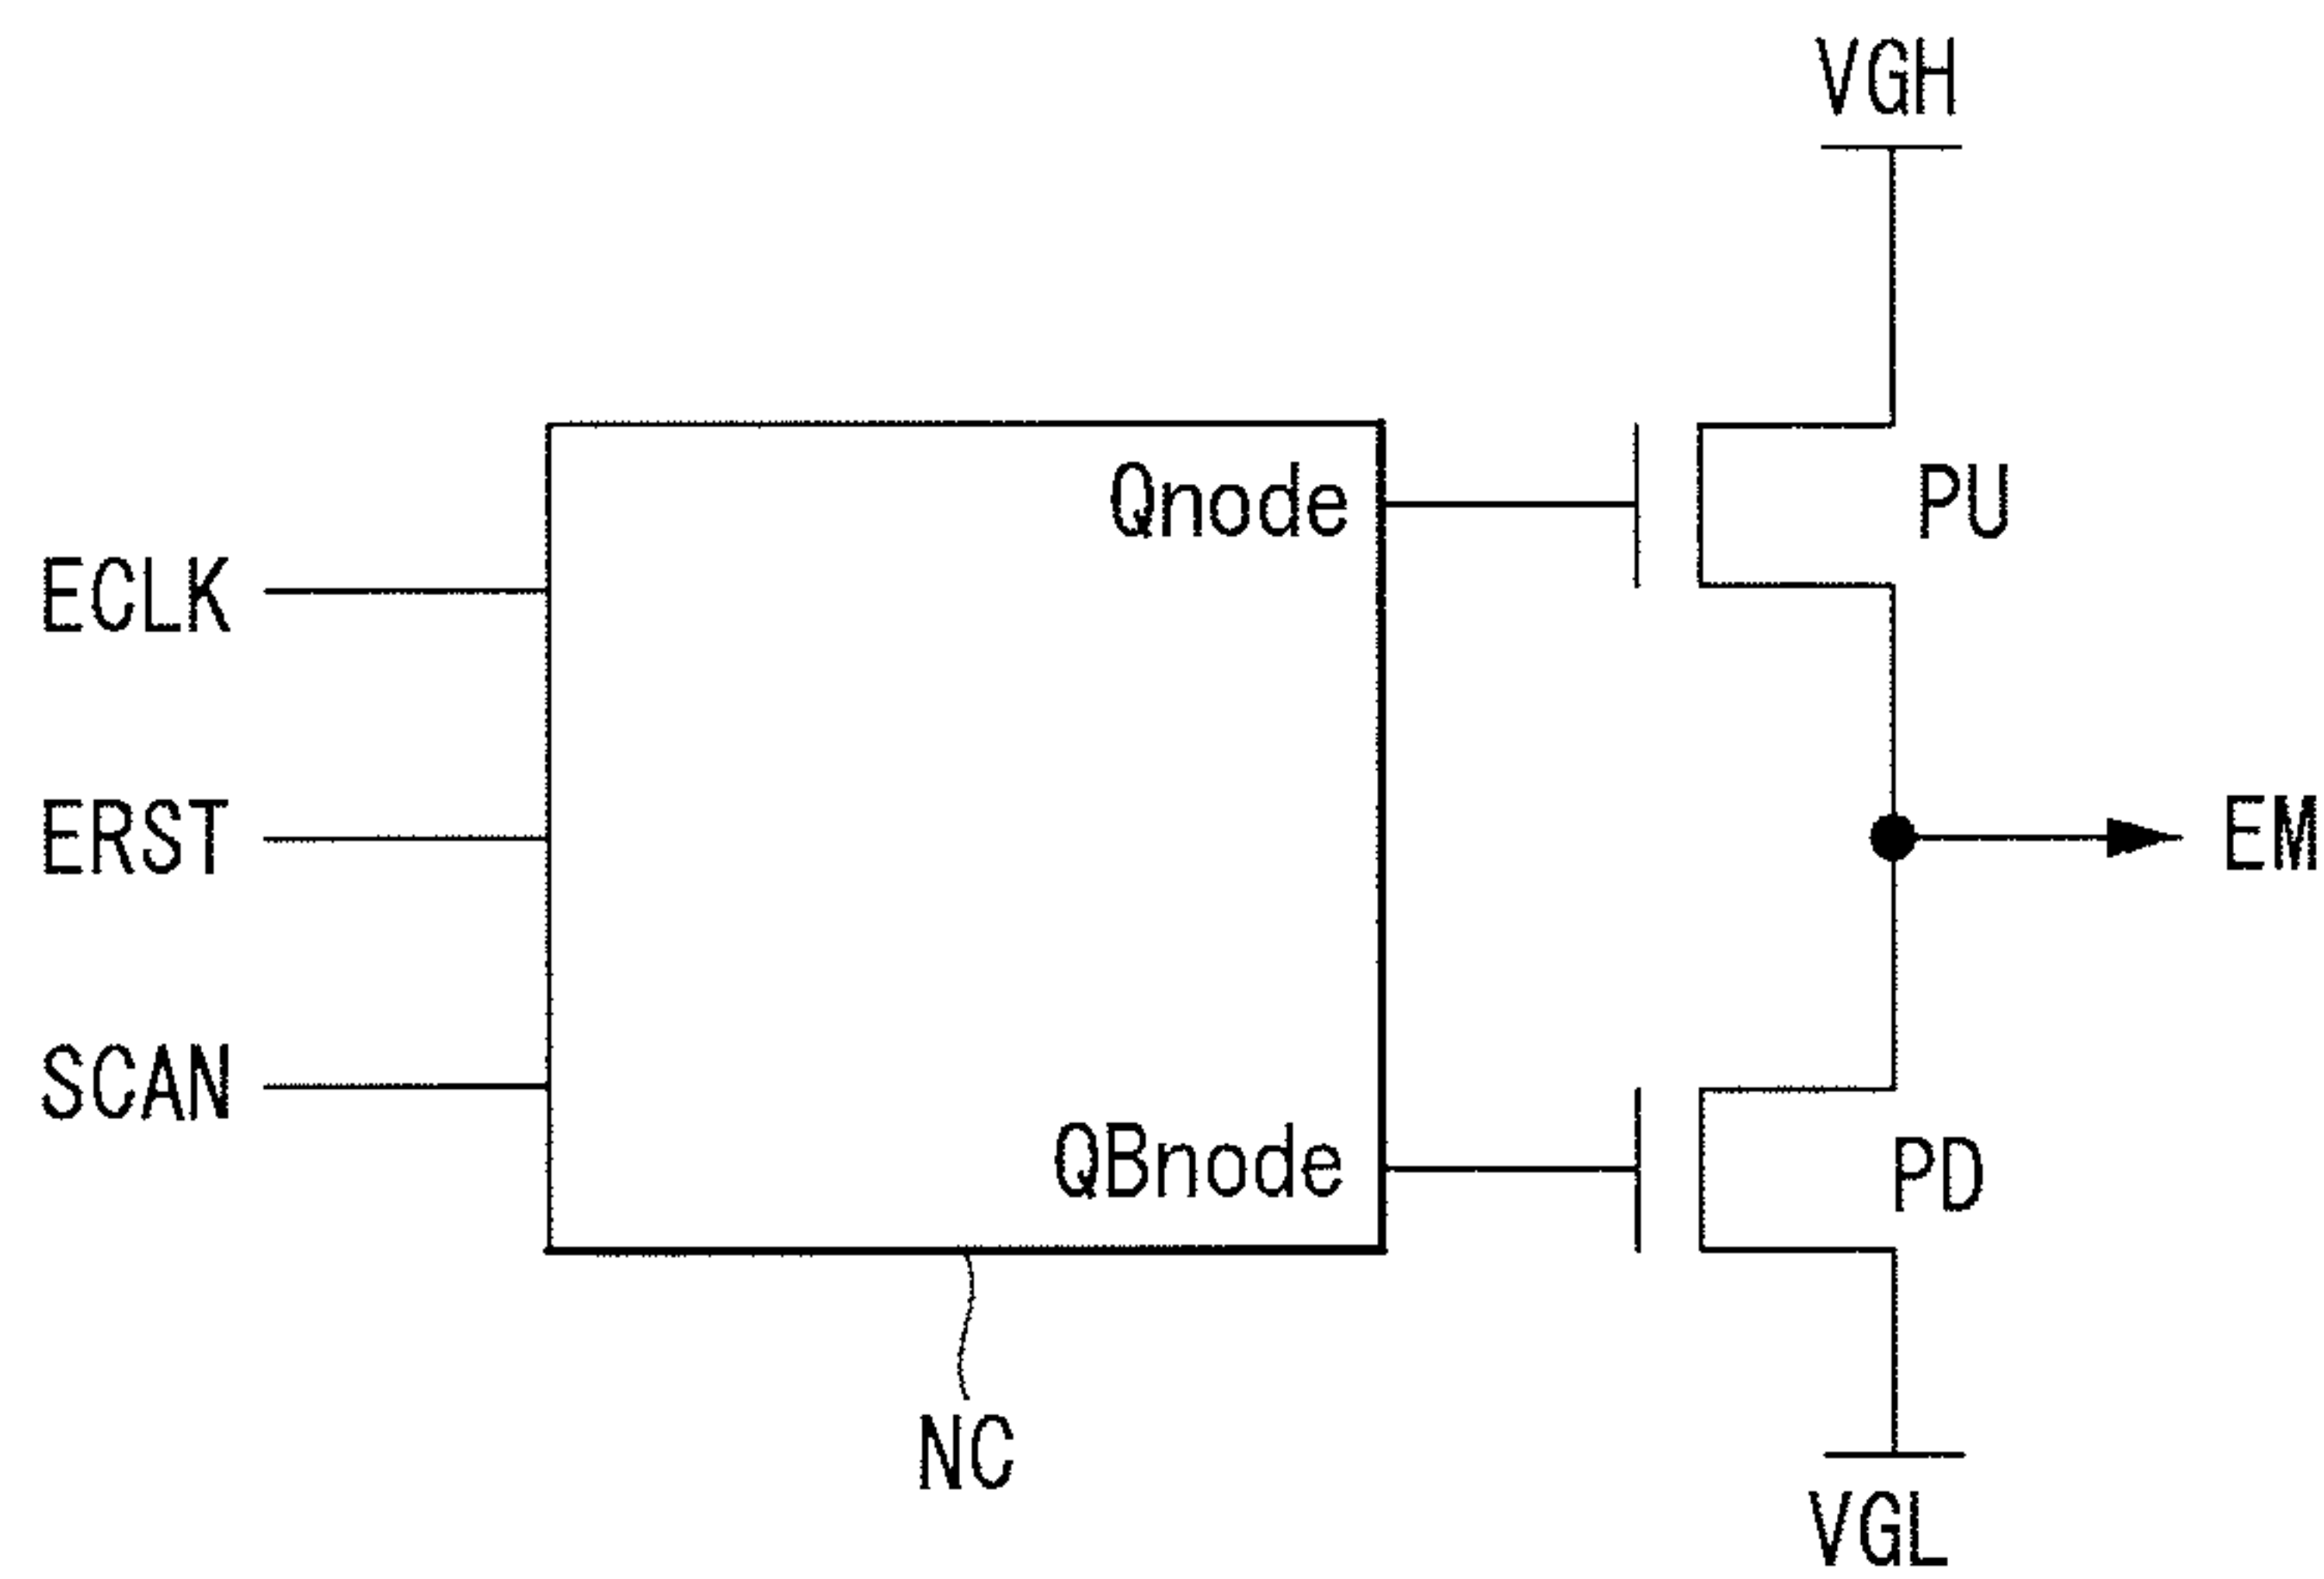 VGH
Qnode
PU
ECLK
ERST
EM
SCAN
QBnode
PD
NC
VGL